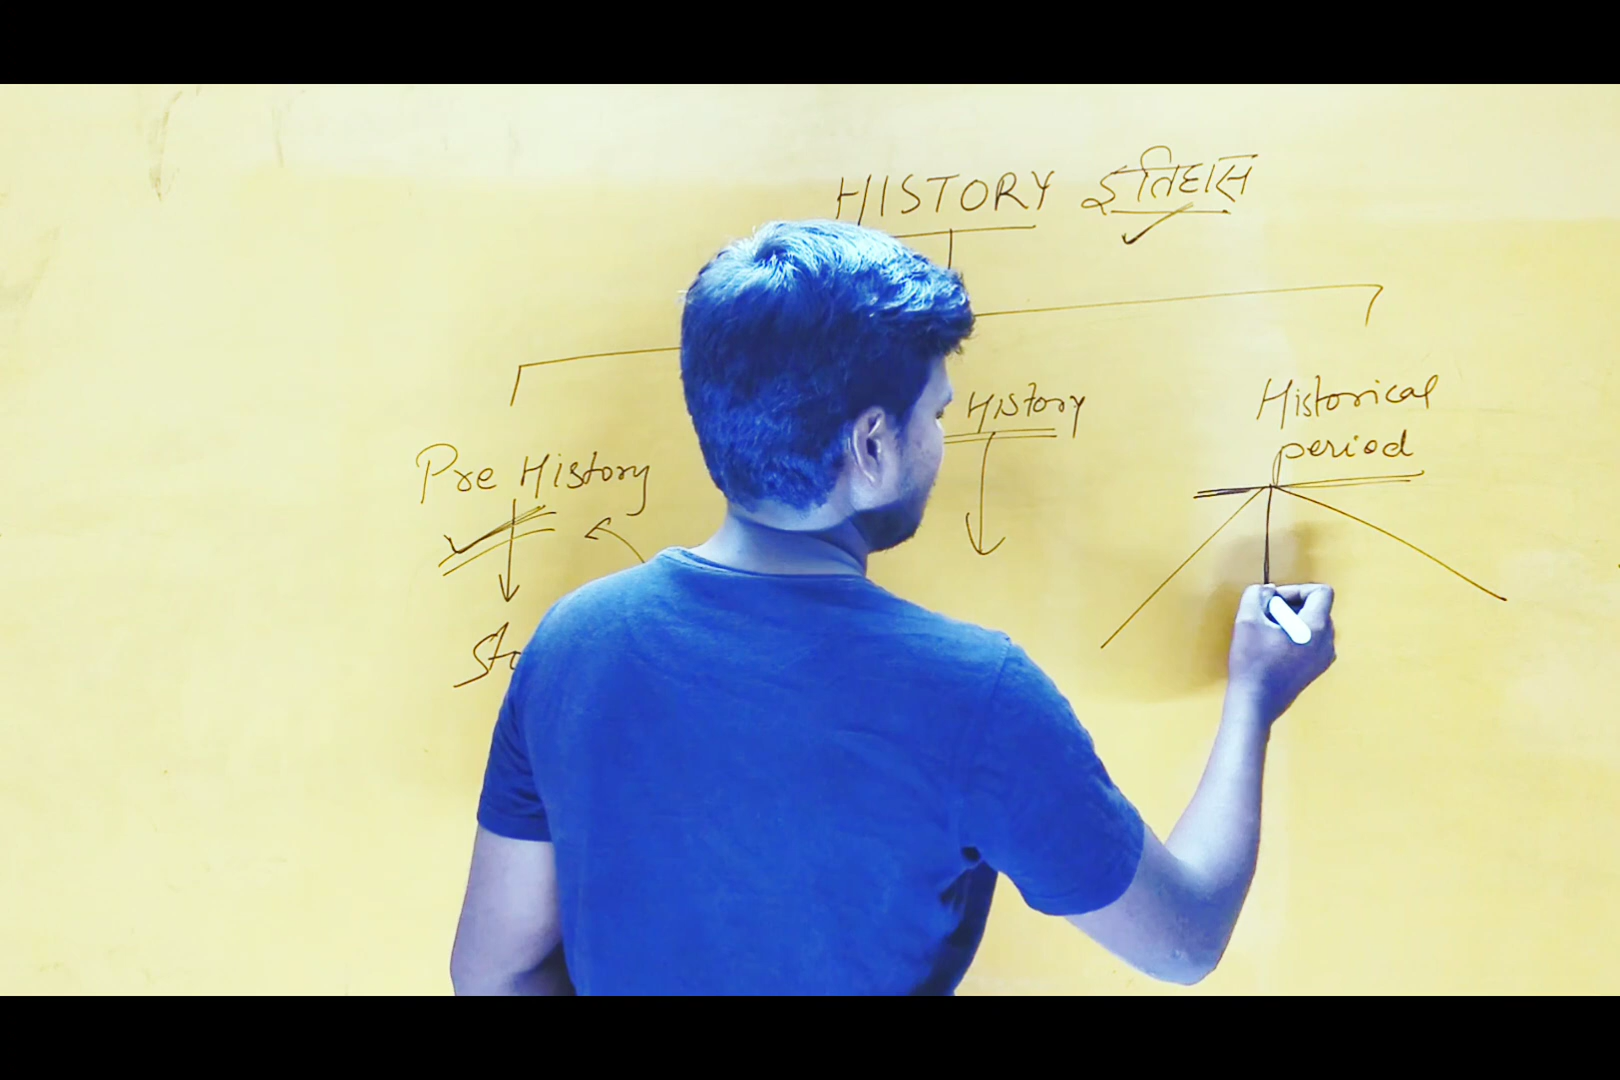 HISTORY इतिहास
Pre History
History
Historical
period